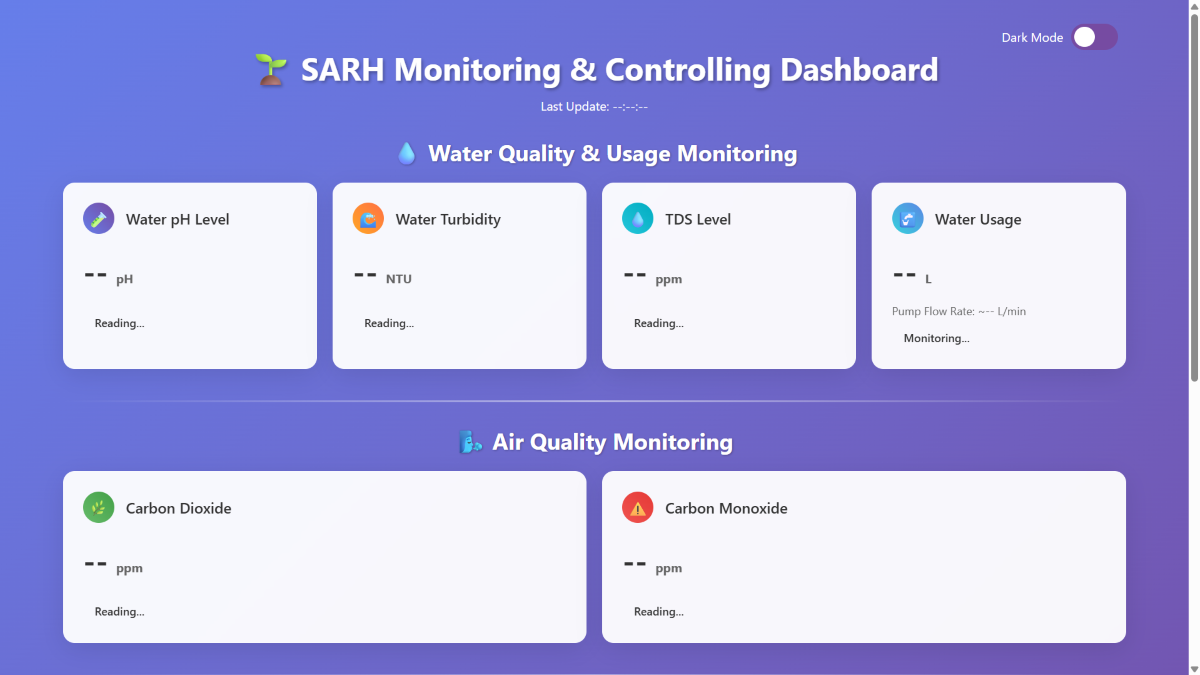 Dark Mode
SARH Monitoring & Controlling Dashboard
Last Update: --:--:--
Water Quality & Usage Monitoring
Water pH Level
-- pH
Reading...
Water Turbidity
-- NTU
Reading...
TDS Level
-- ppm
Reading...
Water Usage
-- L
Pump Flow Rate: ~-- L/min
Monitoring...
Air Quality Monitoring
Carbon Dioxide
-- ppm
Reading...
Carbon Monoxide
-- ppm
Reading...